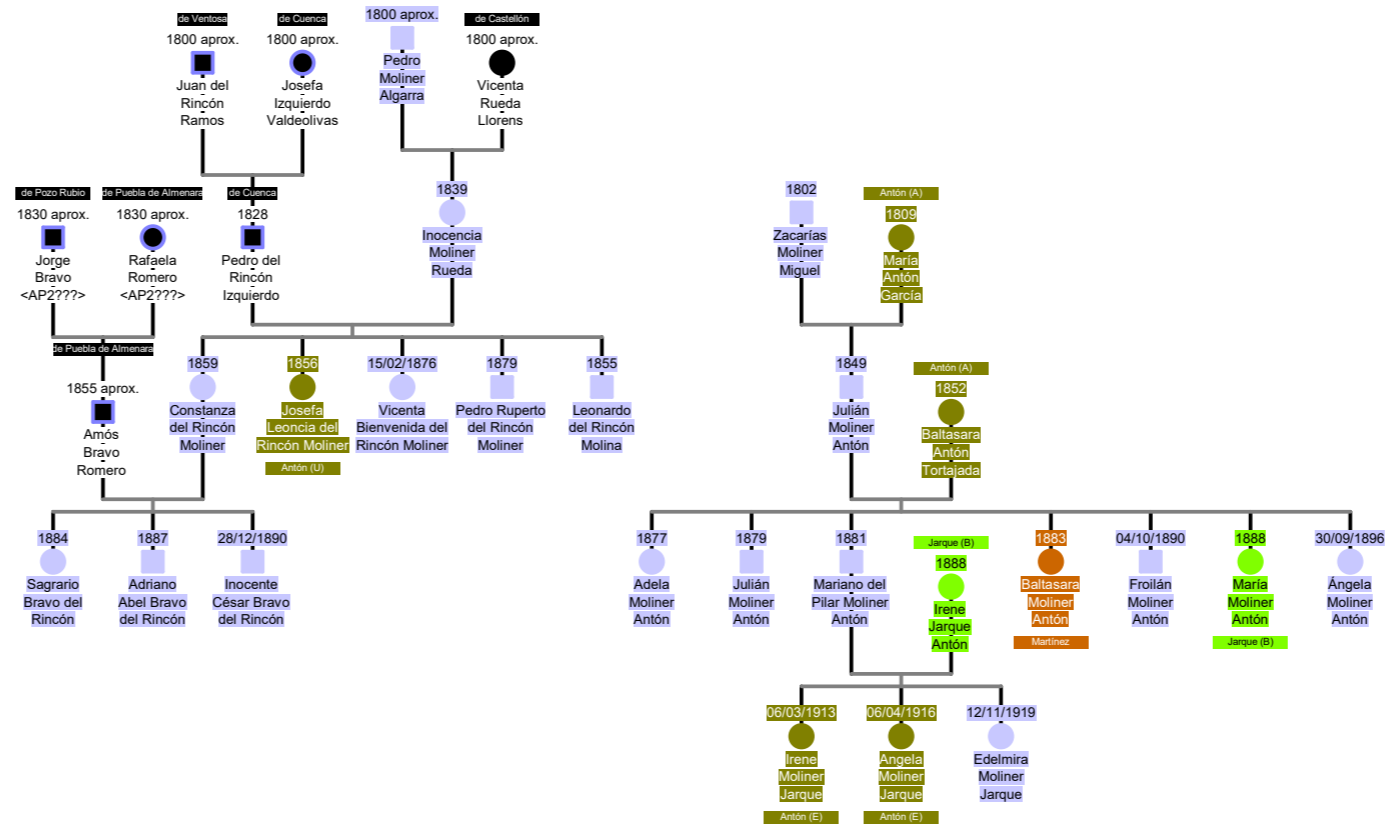 de Ventosa
1800 aprox.
Juan del
Rincón
Ramos
de Cuenca
1800 aprox.
Josefa
Izquierdo
Valdeolivas
1800 aprox.
Pedro
Moliner
Algarra
de Castellón
1800 aprox.
Vicenta
Rueda
Llorens
de Pozo Rubio
1830 aprox.
Jorge
Bravo
<AP2???>
de Puebla de Almenara
1830 aprox.
Rafaela
Romero
<AP2???>
de Cuenca
1828
Pedro del
Rincón
Izquierdo
1839
Inocencia
Moliner
Rueda
1802
Zacarías
Moliner
Miguel
Antón (A)
1809
María
Antón
García
de Puebla de Almenara
1855 aprox.
Amós
Bravo
Romero
1859
Constanza
del Rincón
Moliner
1856
Josefa
Leoncia del
Rincón Moliner
Antón (U)
15/02/1876
Vicenta
Bienvenida del
Rincón Moliner
1879
Pedro Ruperto
del Rincón
Moliner
1855
Leonardo
del Rincón
Molina
1849
Julián
Moliner
Antón
Antón (A)
1852
Baltasara
Antón
Tortajada
1884
Sagrario
Bravo del
Rincón
1887
Adriano
Abel Bravo
del Rincón
28/12/1890
Inocente
César Bravo
del Rincón
1877
Adela
Moliner
Antón
1879
Julián
Moliner
Antón
1881
Mariano del
Pilar Moliner
Antón
Jarque (B)
1888
Irene
Jarque
Antón
1883
Baltasara
Moliner
Antón
Martínez
04/10/1890
Froilán
Moliner
Antón
1888
María
Moliner
Antón
Jarque (B)
30/09/1896
Ángela
Moliner
Antón
06/03/1913
Irene
Moliner
Jarque
Antón (E)
06/04/1916
Angela
Moliner
Jarque
Antón (E)
12/11/1919
Edelmira
Moliner
Jarque